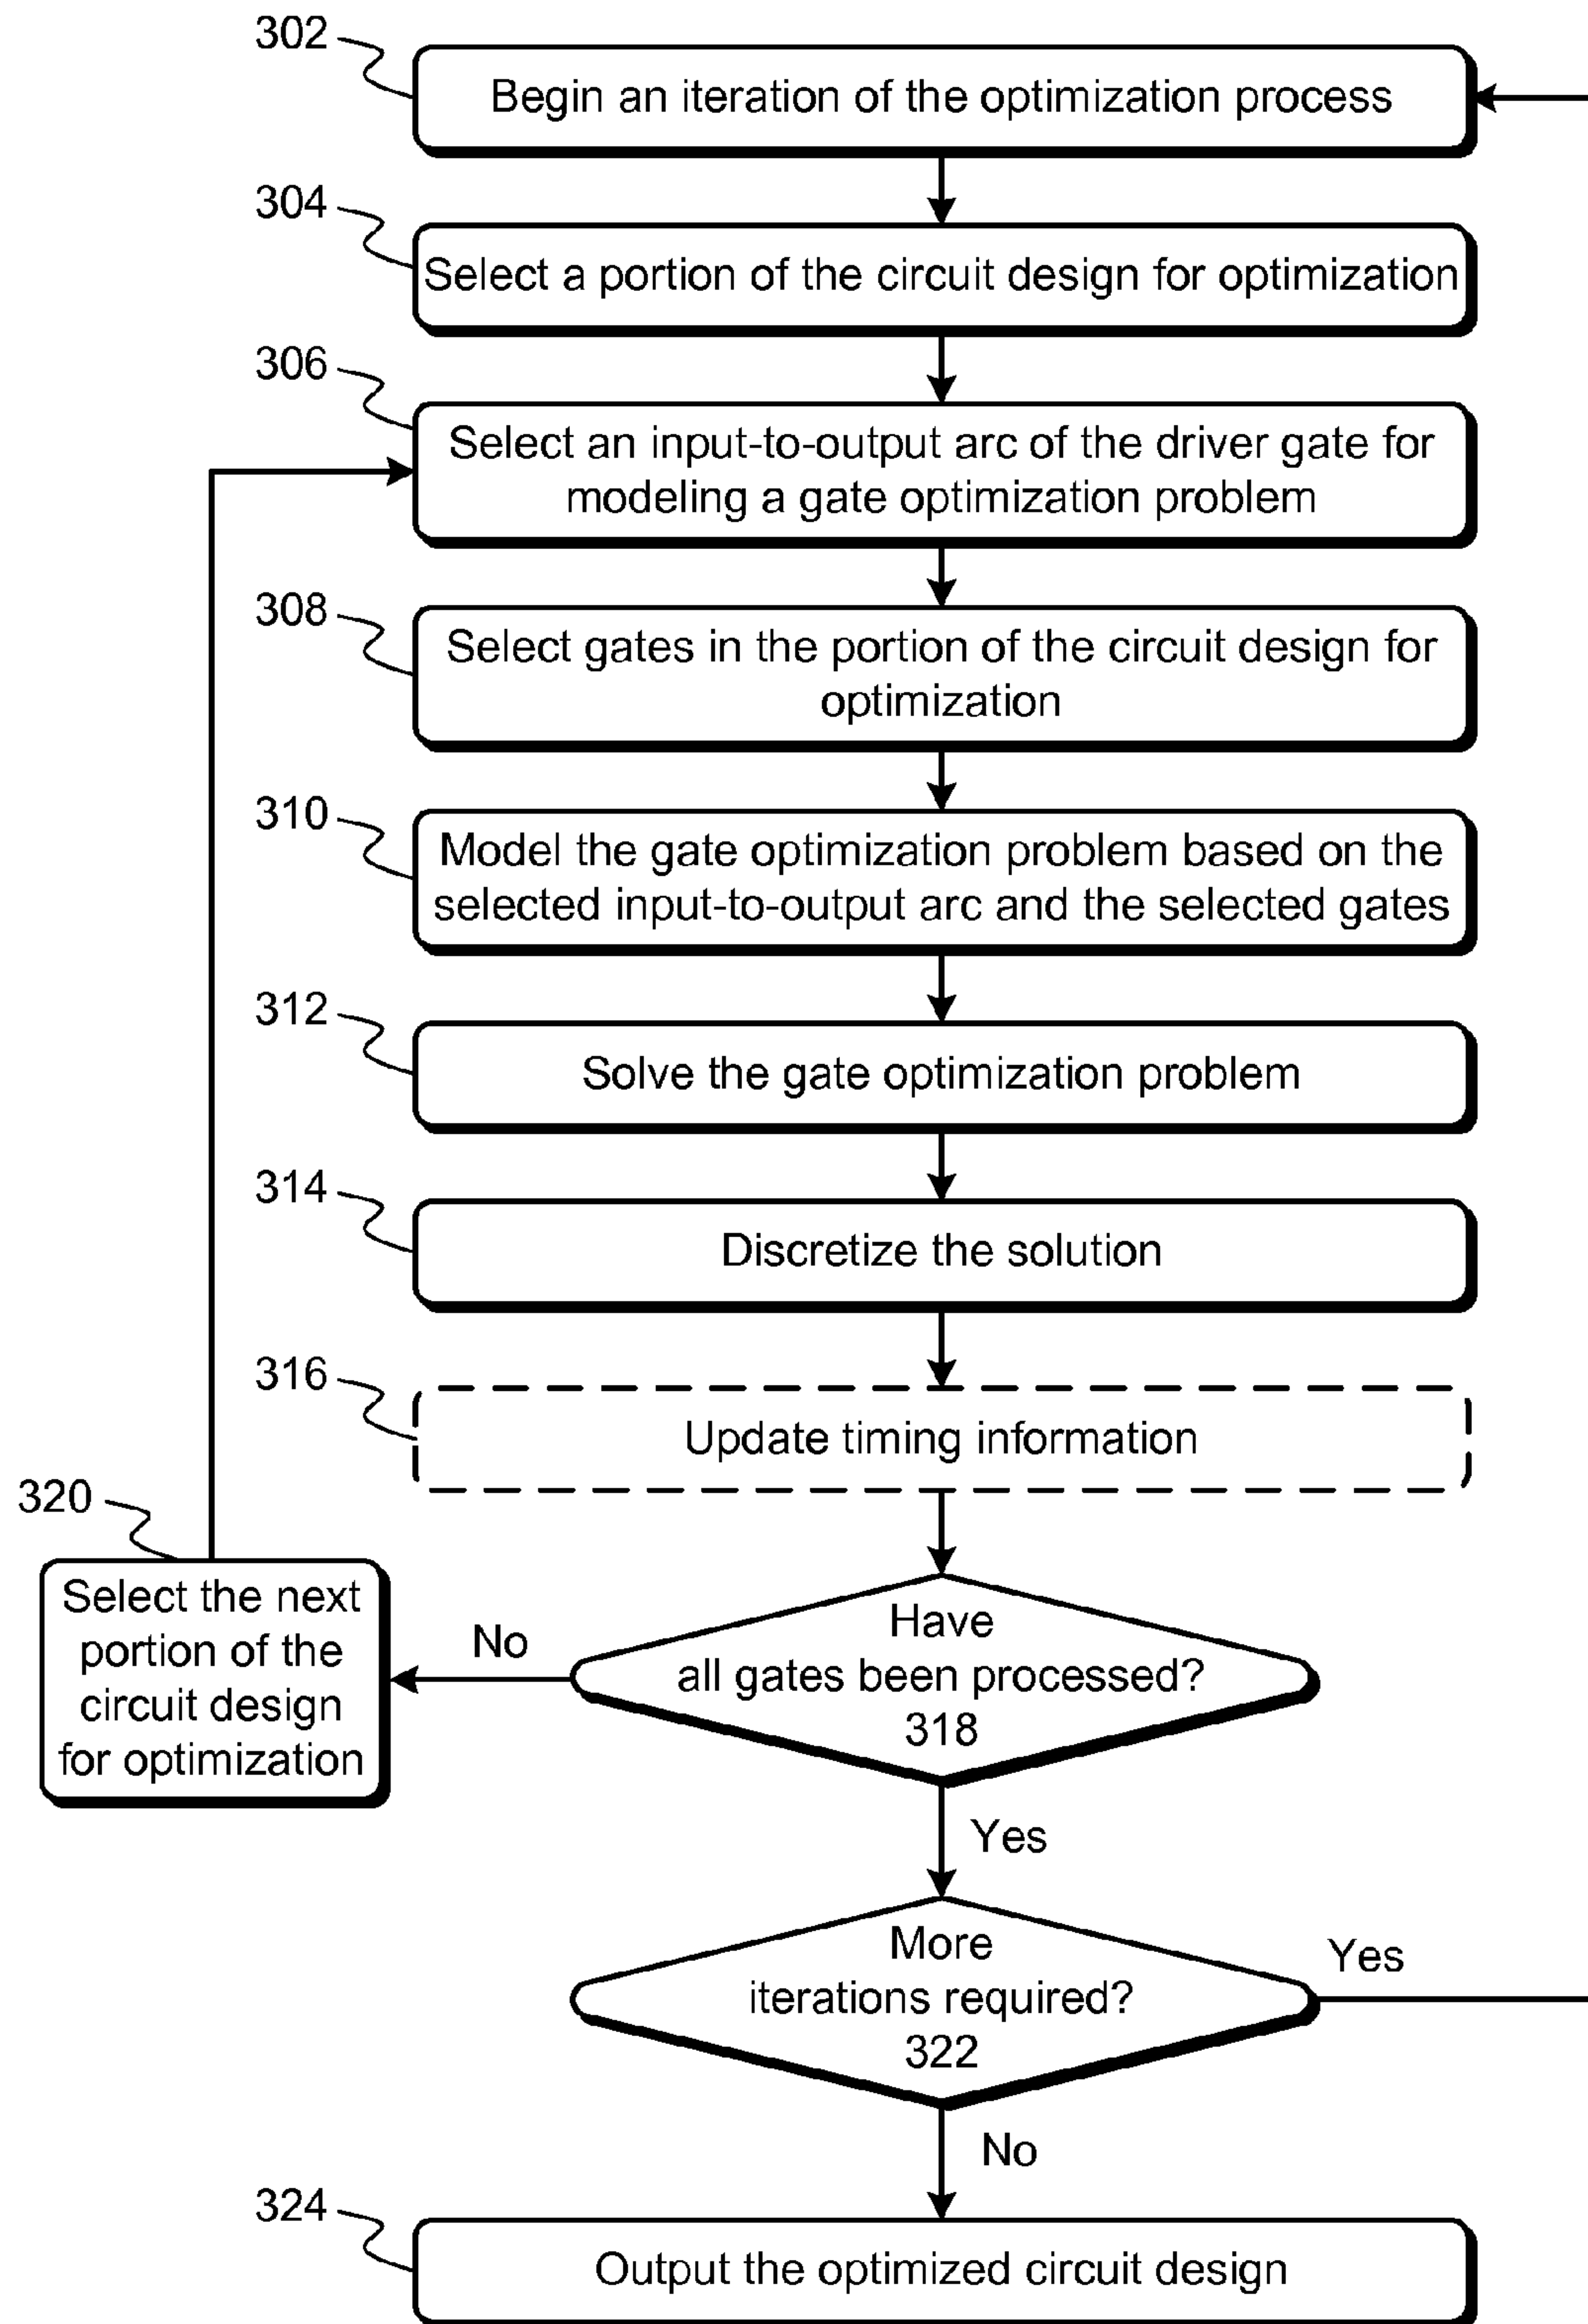 302
Begin an iteration of the optimization process
304
Select a portion of the circuit design for optimization
306
Select an input-to-output arc of the driver gate for
modeling a gate optimization problem
308
Select gates in the portion of the circuit design for
optimization
310
Model the gate optimization problem based on the
selected input-to-output arc and the selected gates
312
Solve the gate optimization problem
314
Discretize the solution
316
Update timing information
320
Select the next
portion of the
circuit design
for optimization
No
Have
all gates been processed?
318
Yes
More
iterations required?
322
Yes
No
324
Output the optimized circuit design